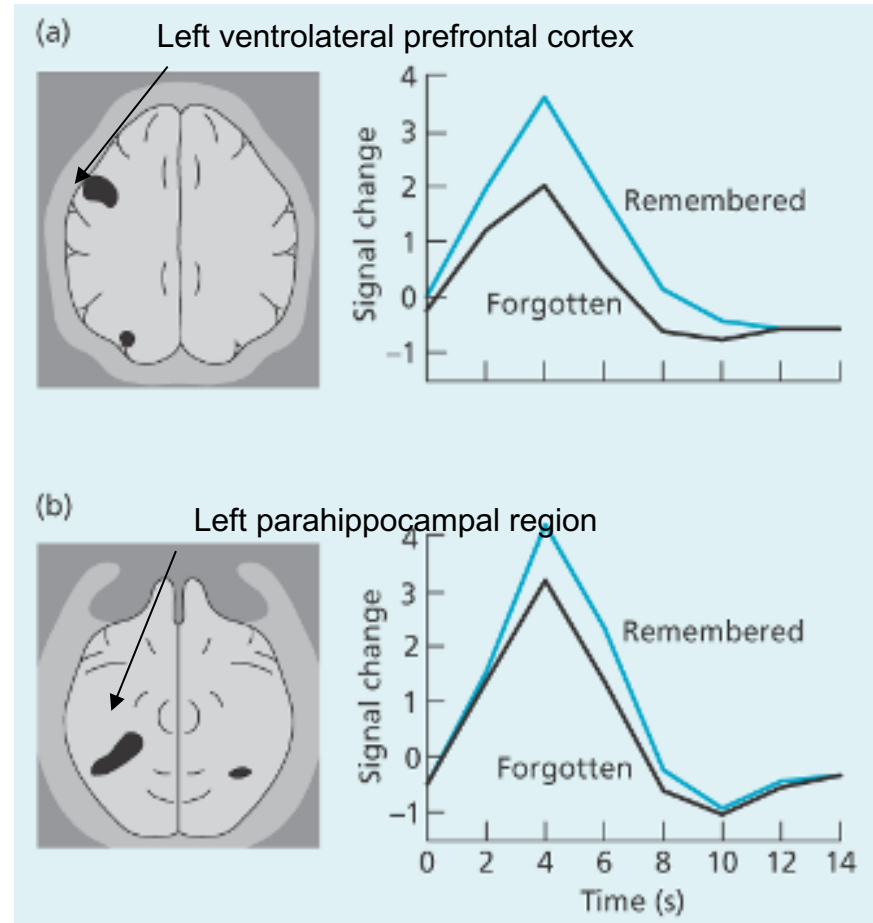 (a)
Left ventrolateral prefrontal cortex
4
3
2
1
0
−1
Signal change
Remembered
Forgotten
(b)
Left parahippocampal region
4
3
2
1
0
−1
Signal change
Remembered
Forgotten
0 2 4 6 8 10 12 14
Time (s)